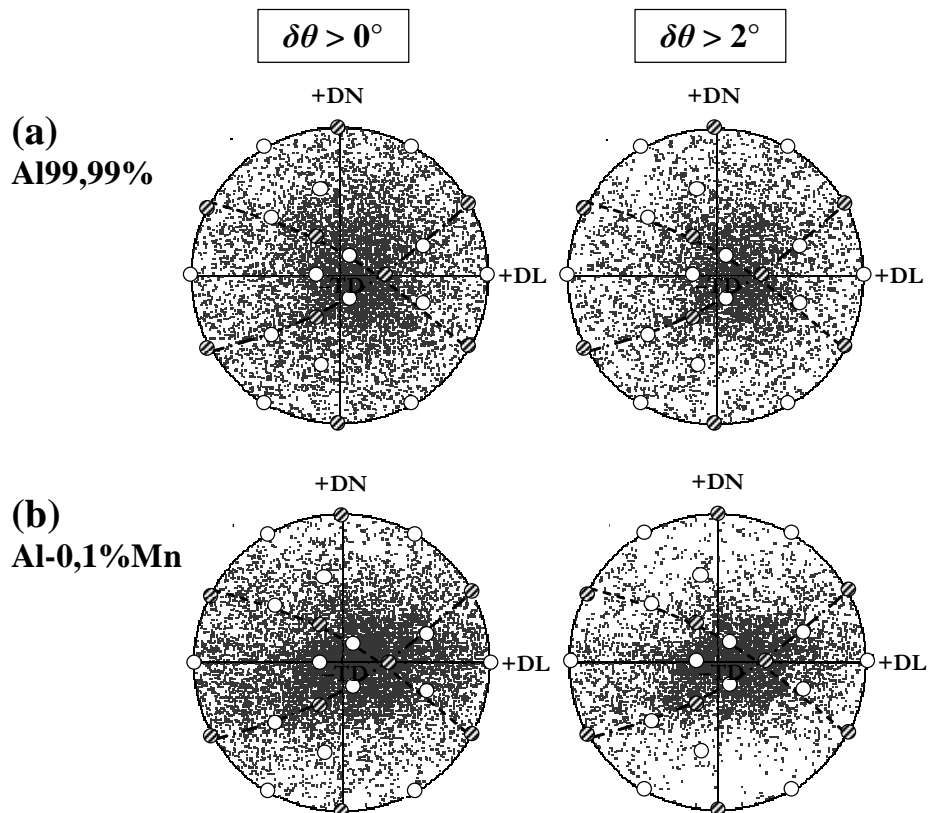 δθ > 0° δθ > 2°
+DN +DN
(a)
Al99,99%
+DL +DL
TD TD
+DN +DN
(b)
Al-0,1%Mn
+DL +DL
–TD –TD